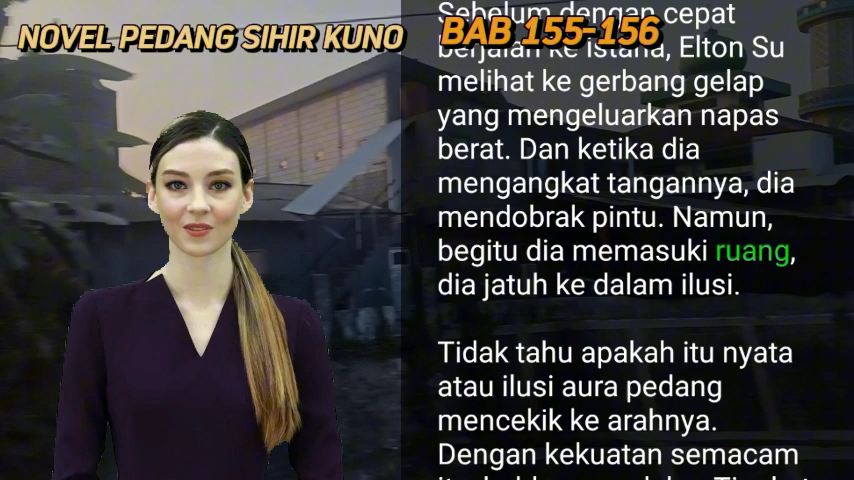 NOVEL PEDANG SIHIR KUNO
BAB 155-156
Sebelum dengan cepat
berjalan ke istana, Elton Su
melihat ke gerbang gelap
yang mengeluarkan napas
berat. Dan ketika dia
mengangkat tangannya, dia
mendobrak pintu. Namun,
begitu dia memasuki ruang,
dia jatuh ke dalam ilusi.
Tidak tahu apakah itu nyata
atau ilusi aura pedang
mencekik ke arahnya.
Dengan kekuatan semacam